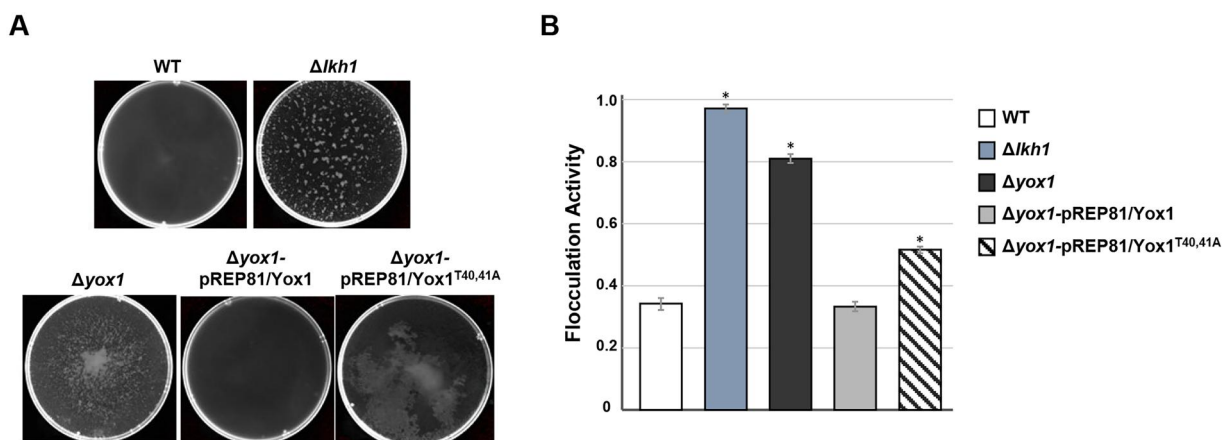 A
WT
Δlkh1
Δyox1
Δyox1-
pREP81/Yox1
Δyox1-
pREP81/Yox1T40,41A
B
Flocculation Activity
1.0
0.8
0.6
0.4
0.2
0
*
*
*
WT
Δlkh1
Δyox1
Δyox1-pREP81/Yox1
Δyox1-pREP81/Yox1T40,41A